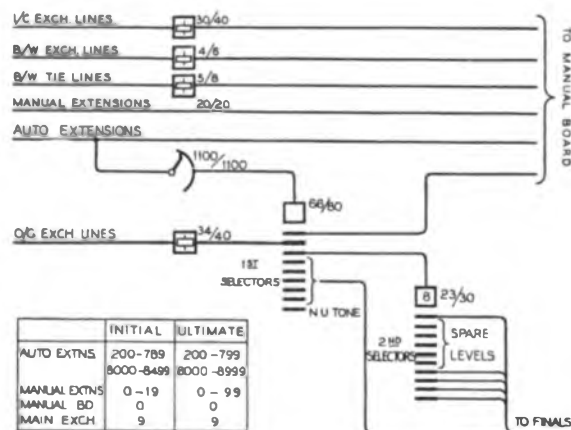 I/C EXCH. LINES 30/40
B/W EXCH. LINES 4/6
B/W TIE LINES 5/8
MANUAL EXTENSIONS 20/20
AUTO EXTENSIONS
TO MANUAL BOARD
1100/1100
66/80
O/G EXCH LINES 34/40
1ST SELECTORS
N U TONE
8 23/30
2ND SELECTORS
SPARE LEVELS
TO FINALS
INITIAL ULTIMATE
AUTO EXTNS. 200-789 200-799
8000-8499 8000-8999
MANUAL EXTNS 0-19 0-99
MANUAL BD 0 0
MAIN EXCH 9 9